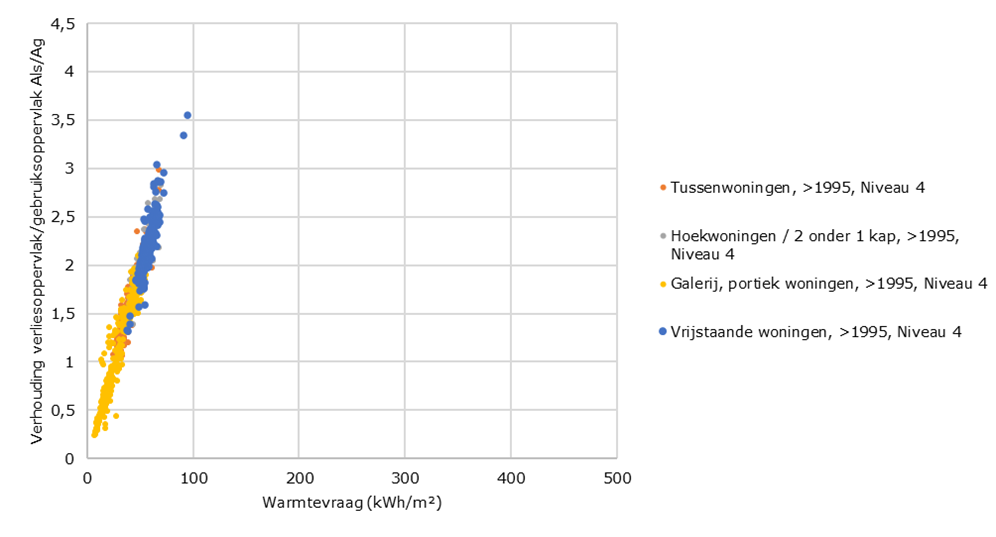 4,5
4
3,5
3
2,5
2
1,5
1
0,5
0
Verhouding verliesoppervlak/gebruiksoppervlak Als/Ag
0 100 200 300 400 500
Warmtevraag (kWh/m²)
Tussenwoningen, >1995, Niveau 4
Hoekwoningen / 2 onder 1 kap, >1995,
Niveau 4
Galerij, portiek woningen, >1995, Niveau 4
Vrijstaande woningen, >1995, Niveau 4